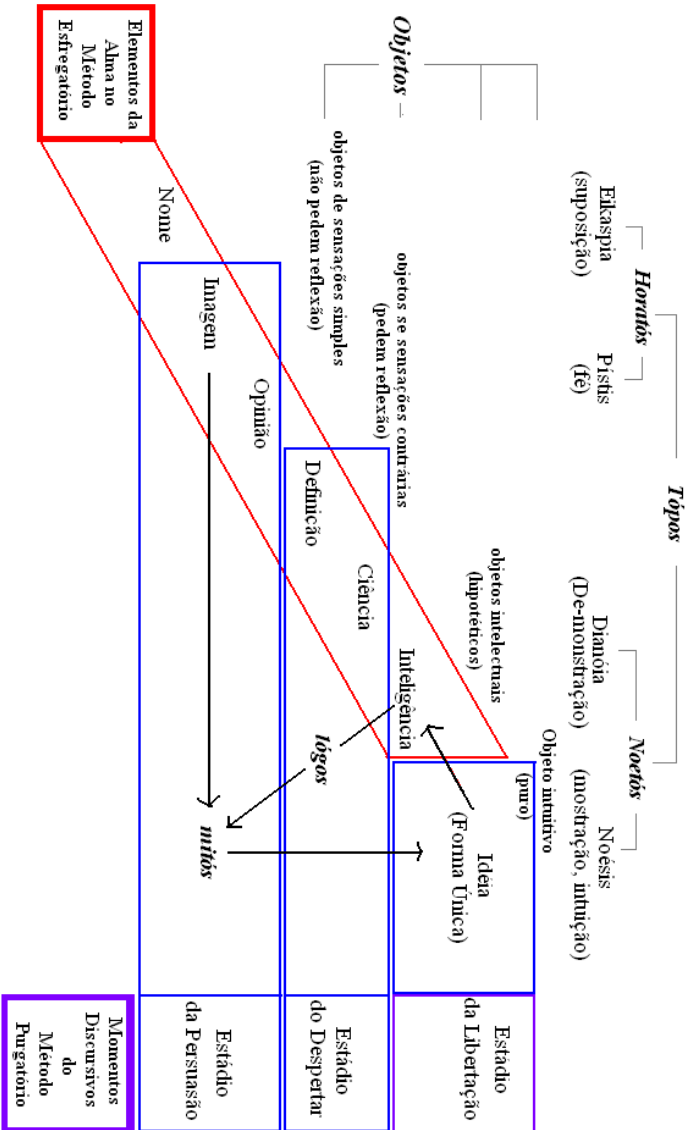 Tópos
Horatós
Noetós
Eikaspia
(suposição)
Pístis
(fé)
Dianóia
(De-monstração)
Noésis
(mostração, intuição)
Objetos
Objeto intuitivo
(puro)
objetos intelectuais
(hipotéticos)
objetos se sensações contrárias
(pedem reflexão)
objetos de sensações simples
(não pedem reflexão)
Idéia
(Forma Única)
Estádio
da Libertação
Inteligência
Ciência
Definição
lógos
Estádio
do Despertar
Opinião
Imagem
mitós
Estádio
da Persuasão
Nome
Elementos da
Alma no
Método
Esfregatório
Momentos
Discursivos
do
Método
Purgatório